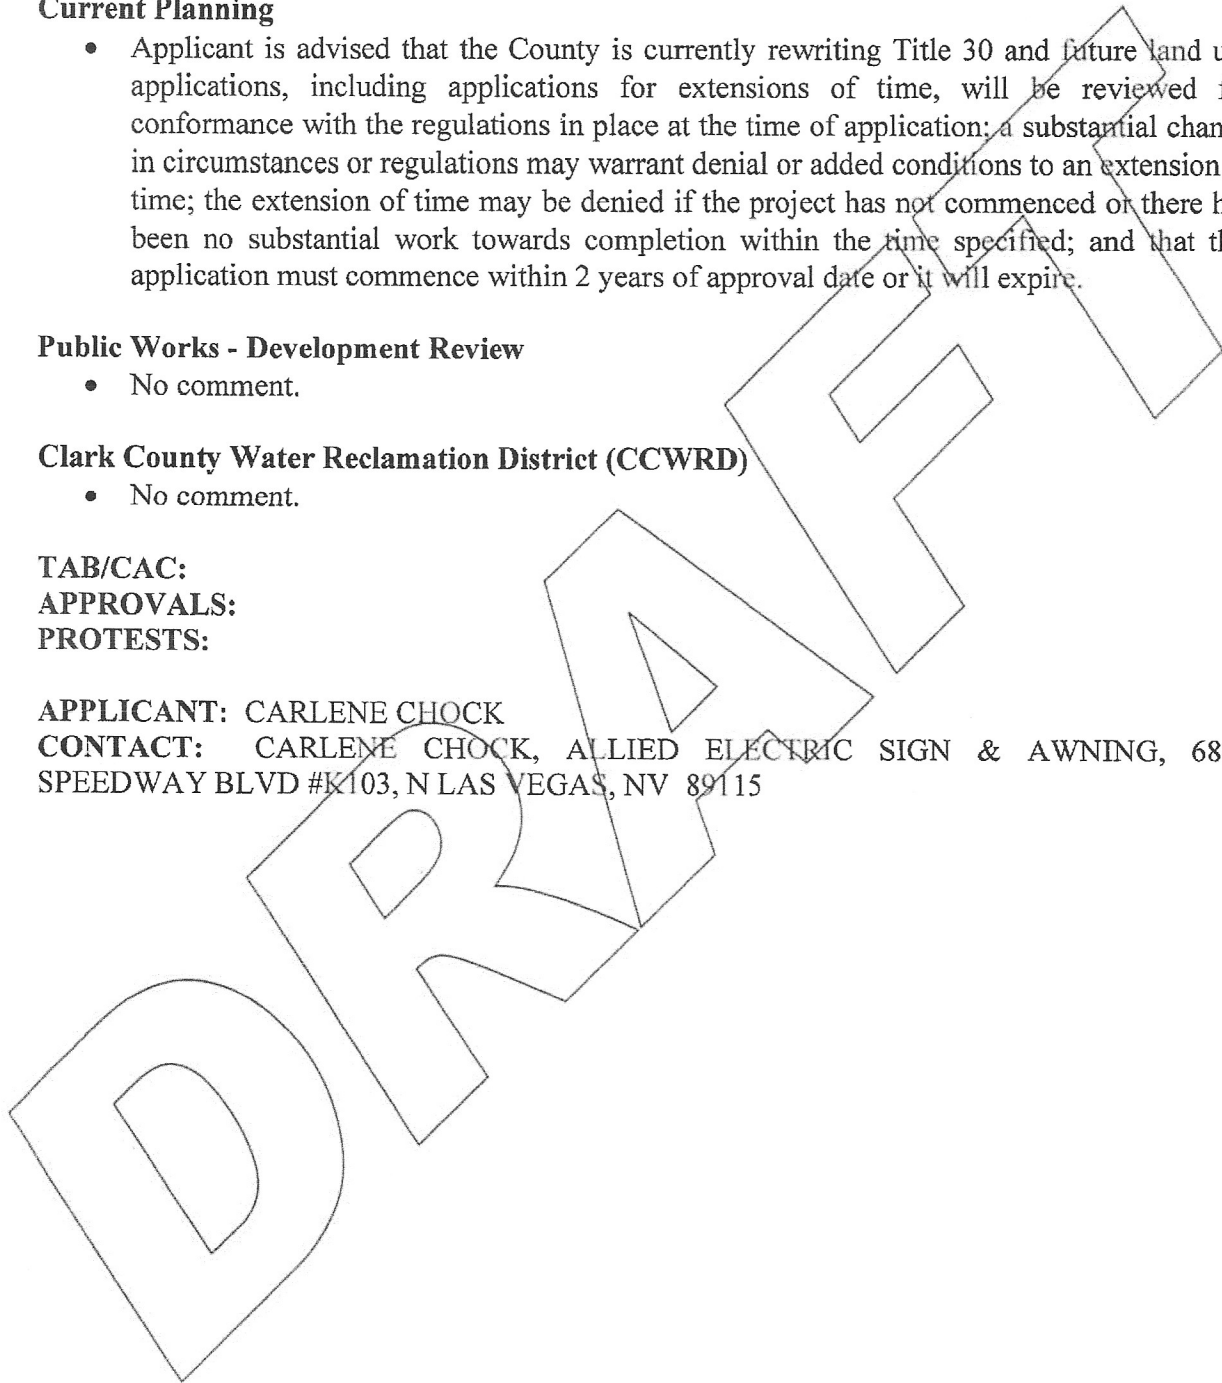 Current Planning
• Applicant is advised that the County is currently rewriting Title 30 and future land
applications, including applications for extensions of time, will be reviewed
conformance with the regulations in place at the time of application; a substantial
in circumstances or regulations may warrant denial or added conditions to an extension
time; the extension of time may be denied if the project has not commenced or there
been no substantial work towards completion within the time specified; and that
application must commence within 2 years of approval date or it will expire.
Public Works - Development Review
• No comment.
Clark County Water Reclamation District (CCWRD)
• No comment.
TAB/CAC:
APPROVALS:
PROTESTS:
APPLICANT: CARLENE CHOCK
CONTACT: CARLENE CHOCK, ALLIED ELECTRIC SIGN & AWNING, 68
SPEEDWAY BLVD #K103, N LAS VEGAS, NV 89115
DRAFT